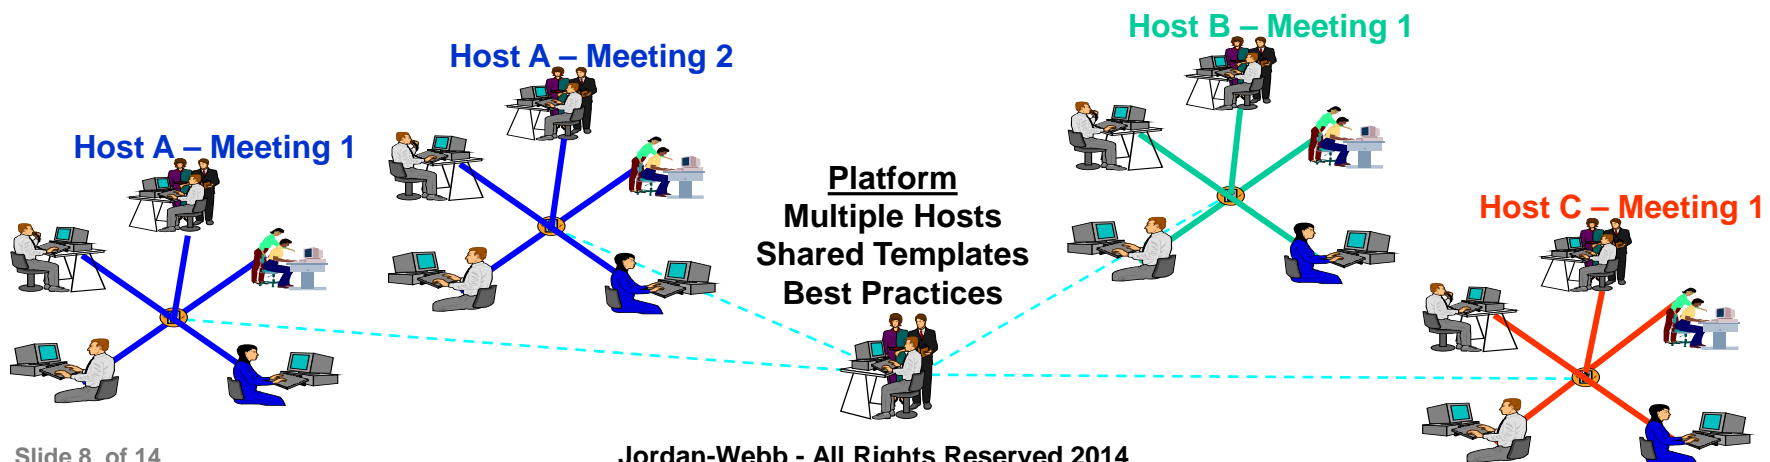 Host B – Meeting 1
Host A – Meeting 2
Host A – Meeting 1
Platform
Multiple Hosts
Shared Templates
Best Practices
Host C – Meeting 1
Slide 8 of 14
Jordan-Webb - All Rights Reserved 2014